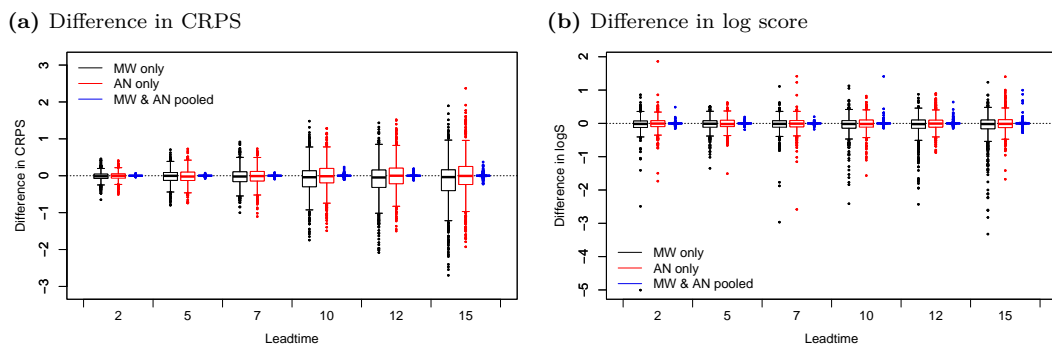 (a) Difference in CRPS
Difference in CRPS
3
2
1
0
−1
−2
−3
MW only
AN only
MW & AN pooled
2 5 7 10 12 15
Leadtime
(b) Difference in log score
Difference in logS
2
1
0
−1
−2
−3
−4
−5
MW only
AN only
MW & AN pooled
2 5 7 10 12 15
Leadtime